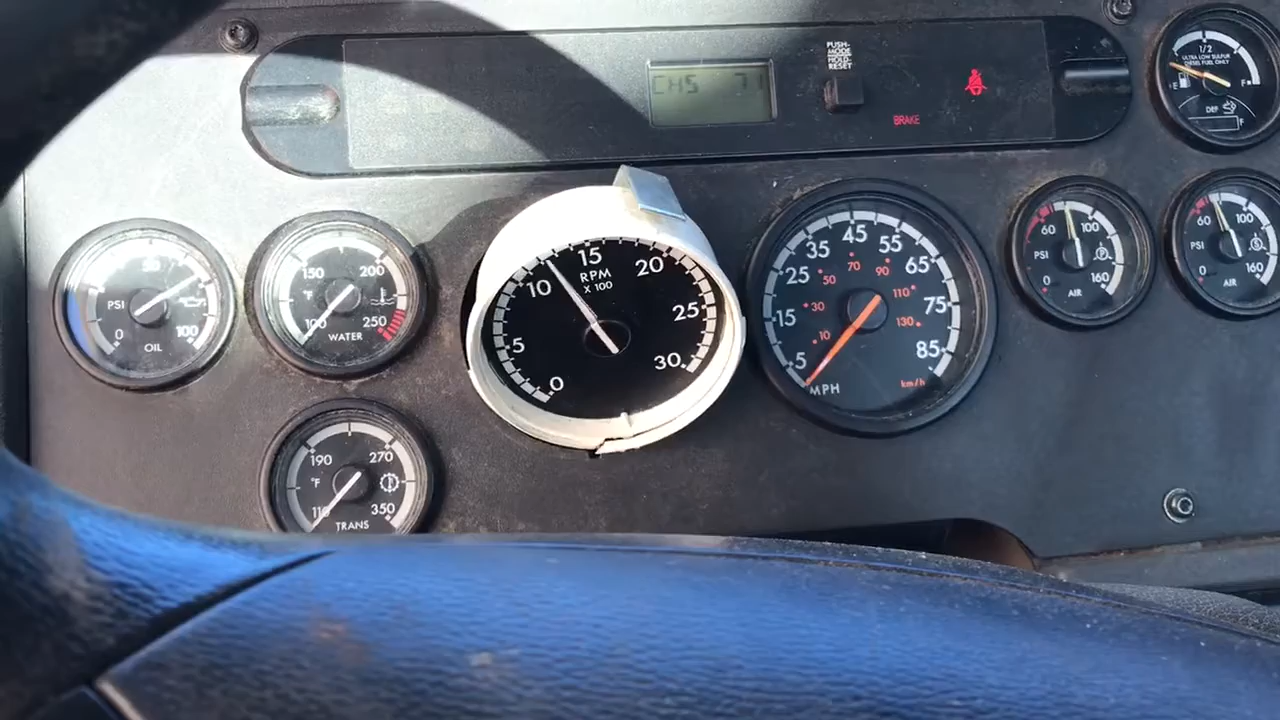 PUSH-
MODE
HOLD-
RESET
CHS 71
BRAKE
1/2
ULTRA LOW SULFUR
DIESEL FUEL ONLY
E F
DEF
F
50
PSI
0 100
OIL
150 200
°F
100 250
WATER
190 270
°F
110 350
TRANS
0 5 10 15 20 25 30
RPM
X 100
5 15 25 35 45 55 65 75 85
10 30 50 70 90 110 130
MPH
km/h
60 100
PSI P
0 160
AIR
60 100
PSI S
0 160
AIR